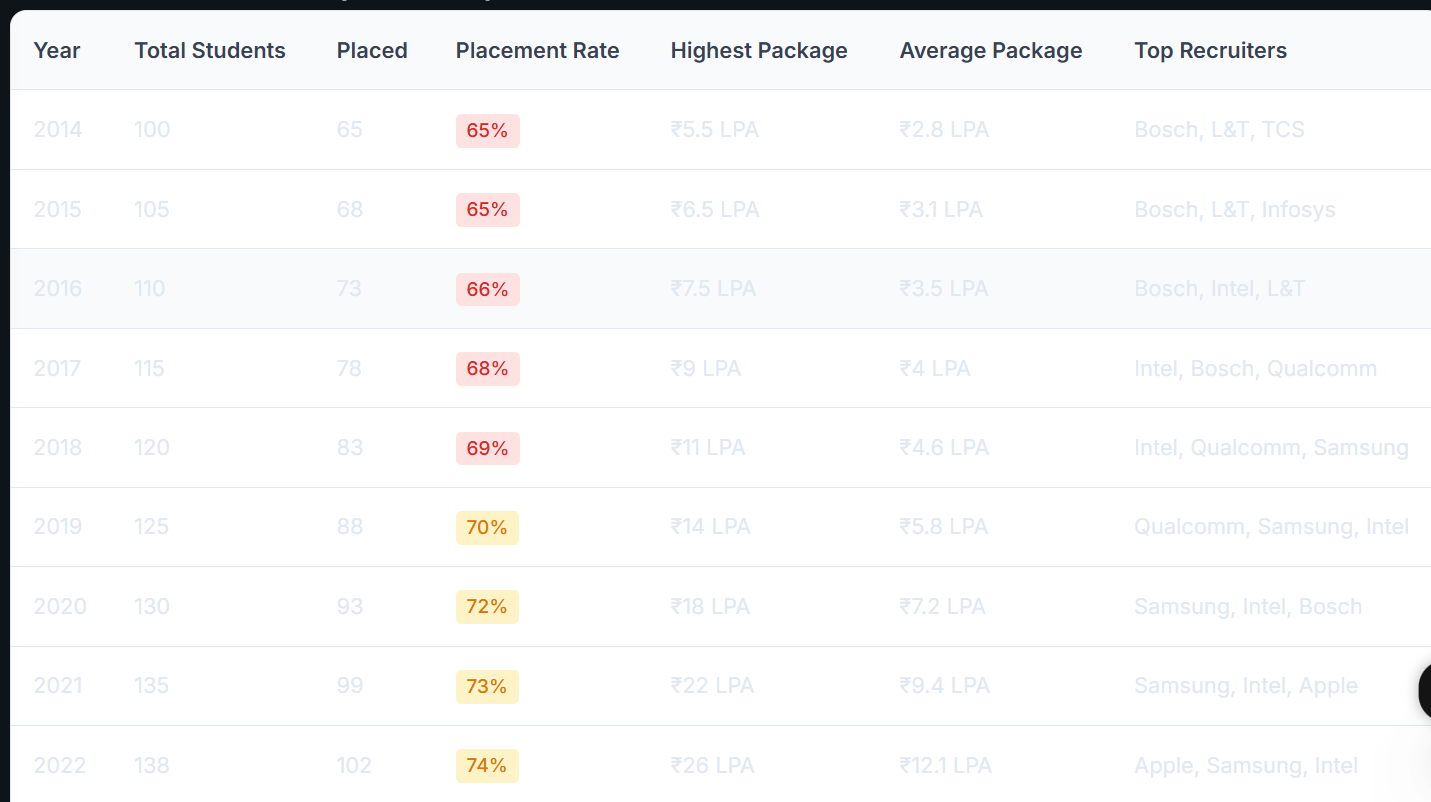 Year Total Students Placed Placement Rate Highest Package Average Package Top Recruiters
2014 100 65 65% ₹5.5 LPA ₹2.8 LPA Bosch, L&T, TCS
2015 105 68 65% ₹6.5 LPA ₹3.1 LPA Bosch, L&T, Infosys
2016 110 73 66% ₹7.5 LPA ₹3.5 LPA Bosch, Intel, L&T
2017 115 78 68% ₹9 LPA ₹4 LPA Intel, Bosch, Qualcomm
2018 120 83 69% ₹11 LPA ₹4.6 LPA Intel, Qualcomm, Samsung
2019 125 88 70% ₹14 LPA ₹5.8 LPA Qualcomm, Samsung, Intel
2020 130 93 72% ₹18 LPA ₹7.2 LPA Samsung, Intel, Bosch
2021 135 99 73% ₹22 LPA ₹9.4 LPA Samsung, Intel, Apple
2022 138 102 74% ₹26 LPA ₹12.1 LPA Apple, Samsung, Intel